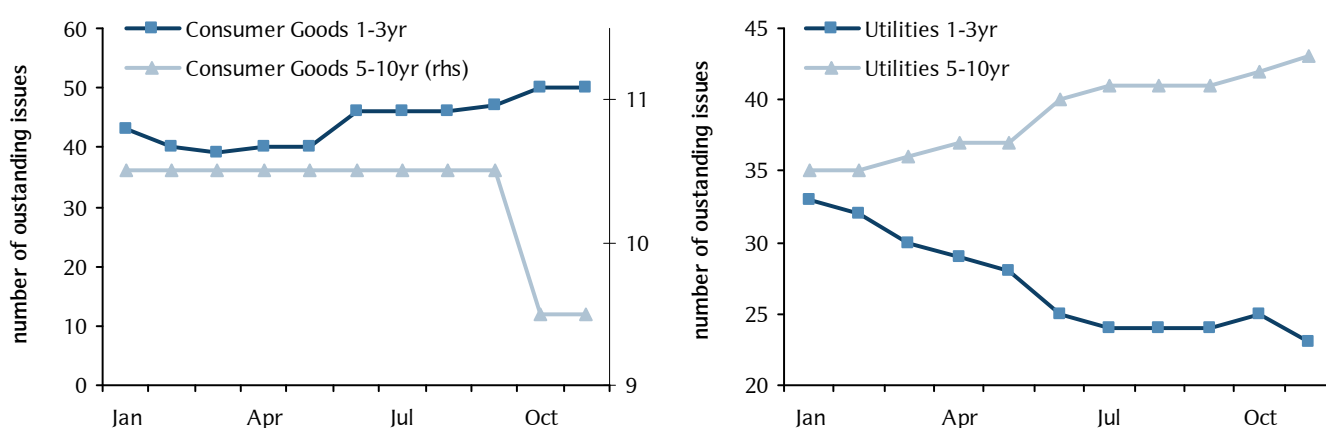 Consumer Goods 1-3yr
Consumer Goods 5-10yr (rhs)
number of oustanding issues
60
50
40
30
20
10
0
11
10
9
Jan Apr Jul Oct
Utilities 1-3yr
Utilities 5-10yr
number of oustanding issues
45
40
35
30
25
20
Jan Apr Jul Oct